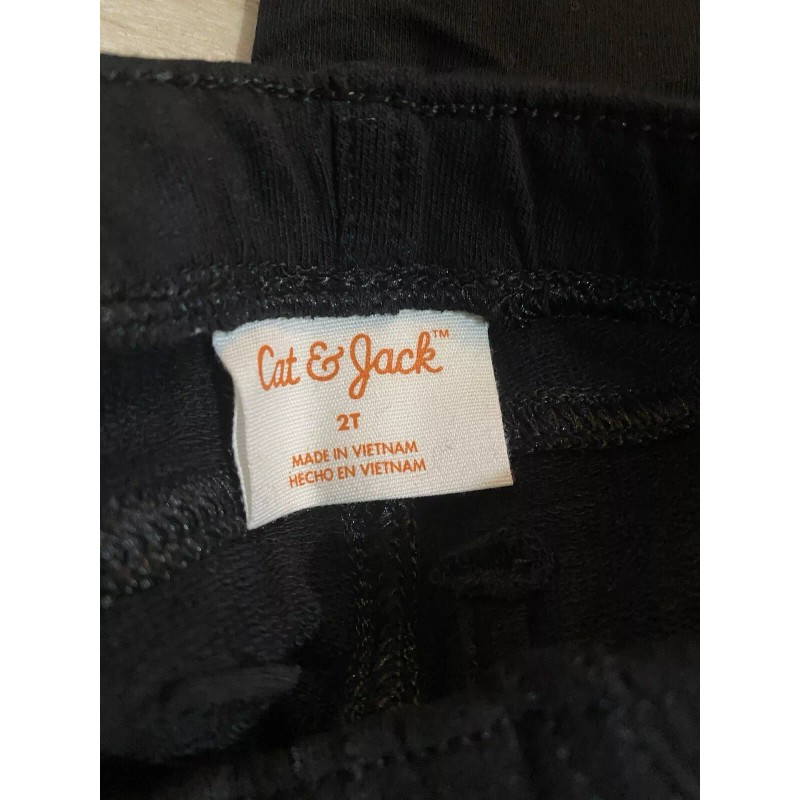 Cat & Jack™
2T
MADE IN VIETNAM
HECHO EN VIETNAM